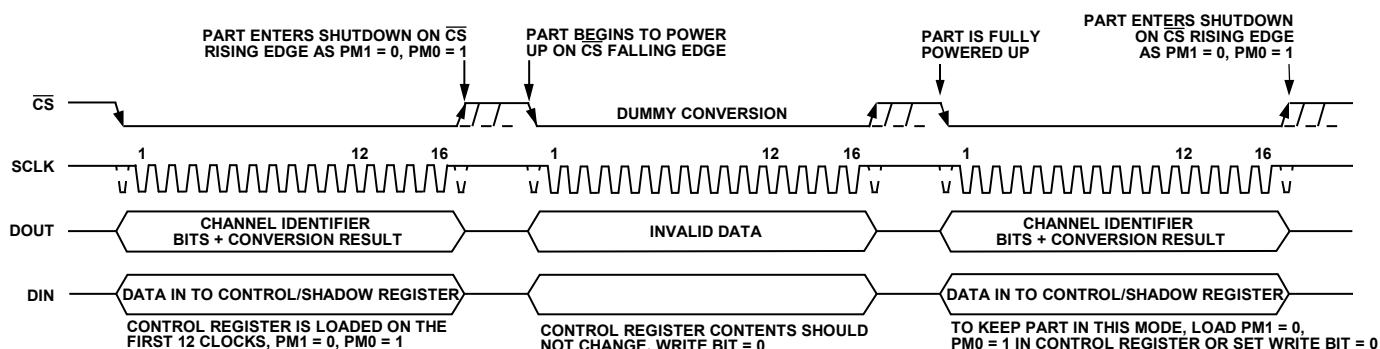 PART ENTERS SHUTDOWN ON CS
RISING EDGE AS PM1 = 0, PM0 = 1
PART BEGINS TO POWER
UP ON CS FALLING EDGE
PART IS FULLY
POWERED UP
PART ENTERS SHUTDOWN
ON CS RISING EDGE
AS PM1 = 0, PM0 = 1
CS
DUMMY CONVERSION
SCLK
1 12 16
1 12 16
1 12 16
DOUT
CHANNEL IDENTIFIER
BITS + CONVERSION RESULT
INVALID DATA
CHANNEL IDENTIFIER
BITS + CONVERSION RESULT
DIN
DATA IN TO CONTROL/SHADOW REGISTER
DATA IN TO CONTROL/SHADOW REGISTER
CONTROL REGISTER IS LOADED ON THE
FIRST 12 CLOCKS, PM1 = 0, PM0 = 1
CONTROL REGISTER CONTENTS SHOULD
NOT CHANGE, WRITE BIT = 0
TO KEEP PART IN THIS MODE, LOAD PM1 = 0,
PM0 = 1 IN CONTROL REGISTER OR SET WRITE BIT = 0